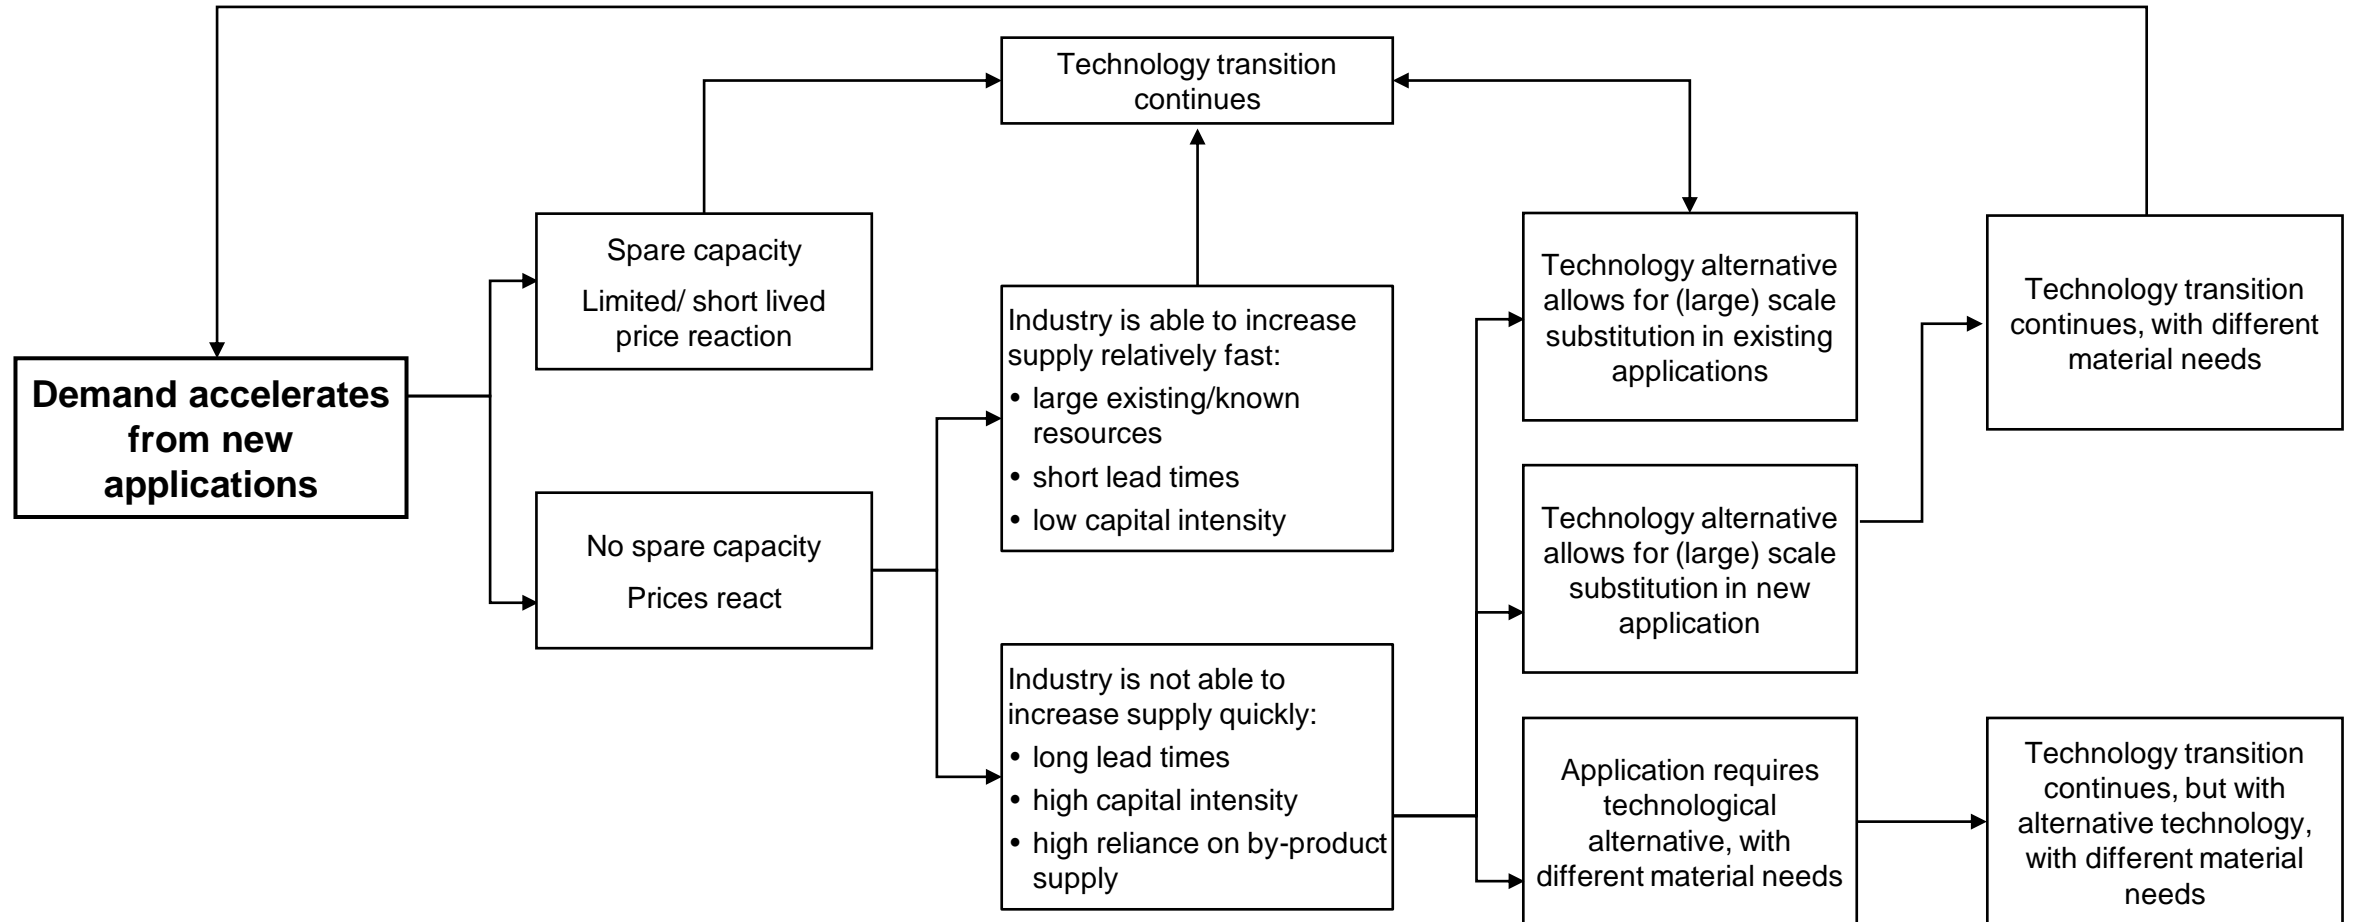 Technology transition
continues
Spare capacity
Limited/ short lived
price reaction
Demand accelerates
from new
applications
No spare capacity
Prices react
Industry is able to increase
supply relatively fast:
• large existing/known
resources
• short lead times
• low capital intensity
Industry is not able to
increase supply quickly:
• long lead times
• high capital intensity
• high reliance on by-product
supply
Technology alternative
allows for (large) scale
substitution in existing
applications
Technology alternative
allows for (large) scale
substitution in new
application
Application requires
technological
alternative, with
different material needs
Technology transition
continues, with different
material needs
Technology transition
continues, but with
alternative technology,
with different material
needs